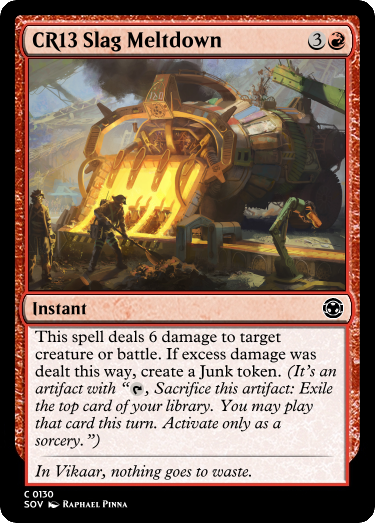 CR13 Slag Meltdown 3
Instant
This spell deals 6 damage to target
creature or battle. If excess damage was
dealt this way, create a Junk token. (It's an
artifact with “, Sacrifice this artifact: Exile
the top card of your library. You may play
that card this turn. Activate only as a
sorcery.”)
In Vikaar, nothing goes to waste.
C 0130
SOV Raphael Pinna